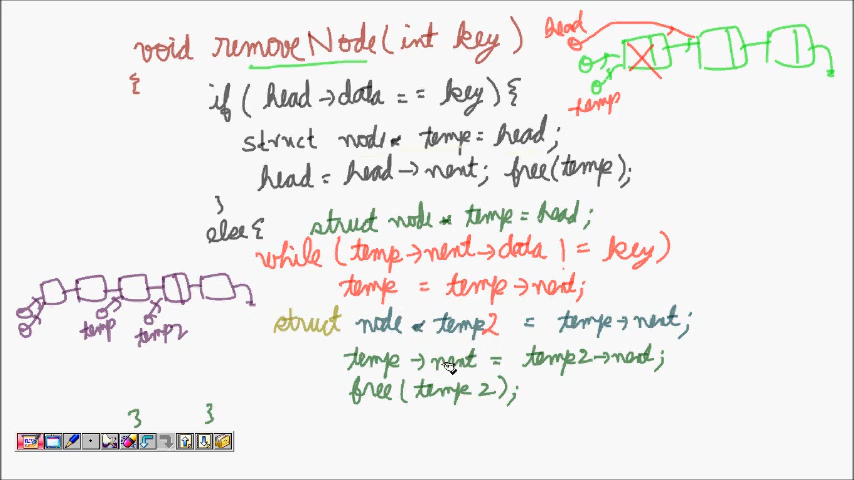 void removeNode(int key)
head
{
temp
if (head->data == key){
struct node* temp = head;
head = head->next; free(temp);
}
else{
struct node* temp = head;
while (temp->next->data != key)
temp = temp->next;
temp temp2
struct node* temp2 = temp->next;
temp->next = temp2->next;
free(temp2);
} }